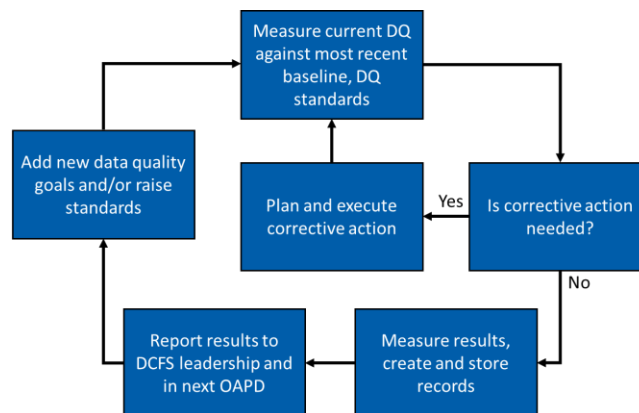 Measure current DQ
against most recent
baseline, DQ
standards
Add new data quality
goals and/or raise
standards
Plan and execute
corrective action
Yes
Is corrective action
needed?
No
Report results to
DCFS leadership and
in next OAPD
Measure results,
create and store
records